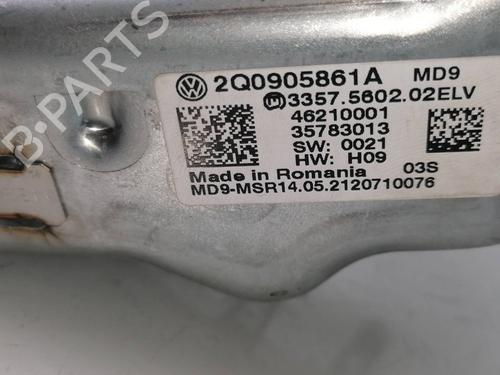 2Q0905861A MD9
3357.5602.02ELV
46210001
35783013
SW: 0021
HW: H09
Made in Romania 03S
MD9-MSR14.05.2120710076
B-PARTS